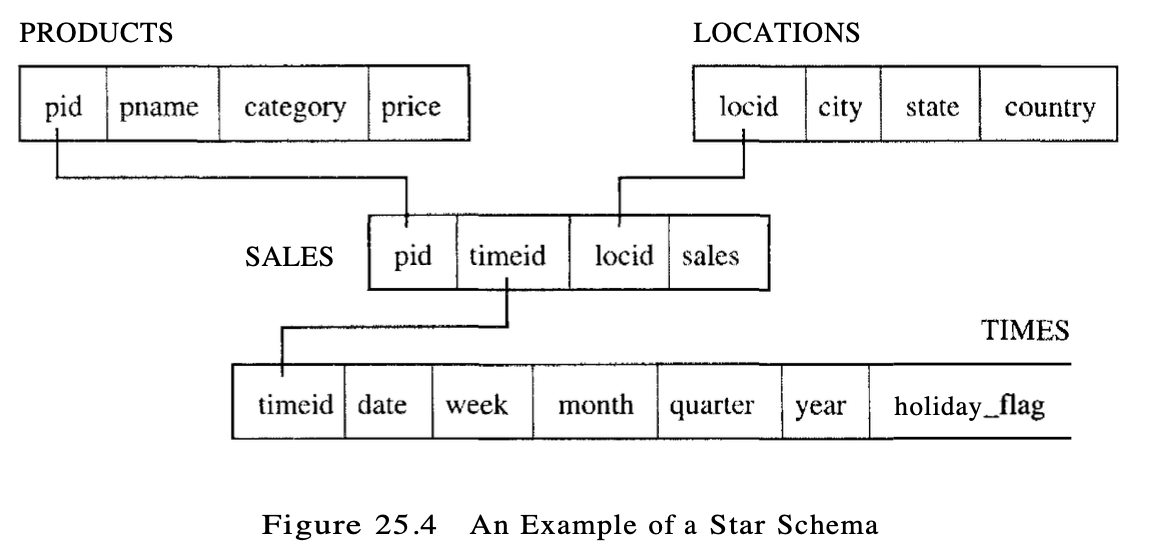 PRODUCTS LOCATIONS
pid pname category price locid city state country
SALES pid timeid locid sales
TIMES
timeid date week month quarter year holiday_flag
Figure 25.4 An Example of a Star Schema